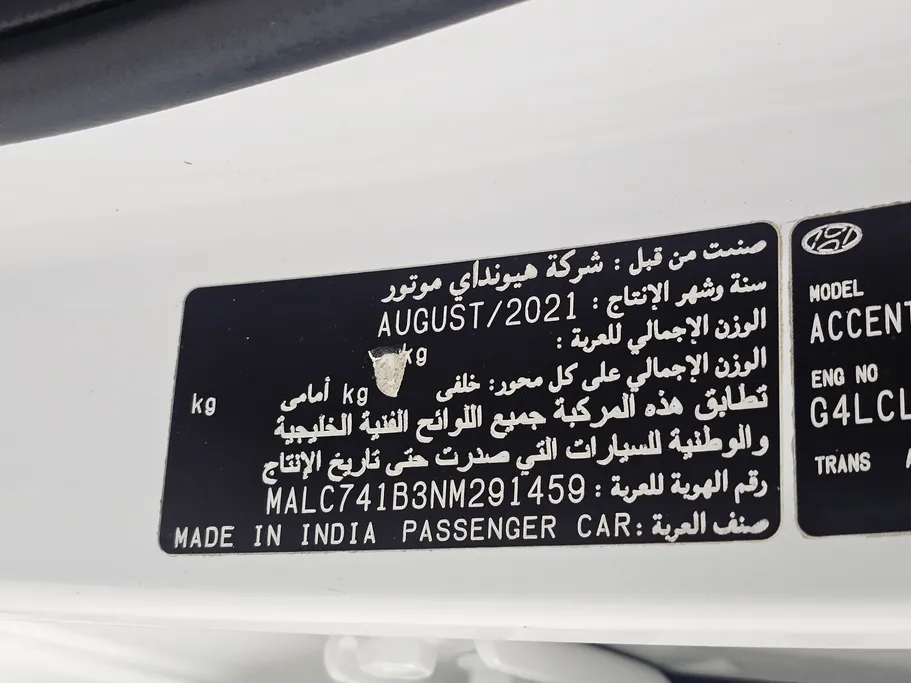 صنعت من قبل : شركة هيونداي موتور
سنة وشهر الإنتاج : AUGUST/2021
الوزن الإجمالي للعربة : kg
الوزن الإجمالي على كل محور: خلفى kg أمامى kg
تطابق هذه المركبة جميع اللوائح الفنية الخليجية
والوطنية للسيارات التي صدرت حتى تاريخ الإنتاج
رقم الهوية للعربة : MALC741B3NM291459
صنف العربة : PASSENGER CAR MADE IN INDIA
MODEL
ACCENT
ENG NO
G4LCL
TRANS